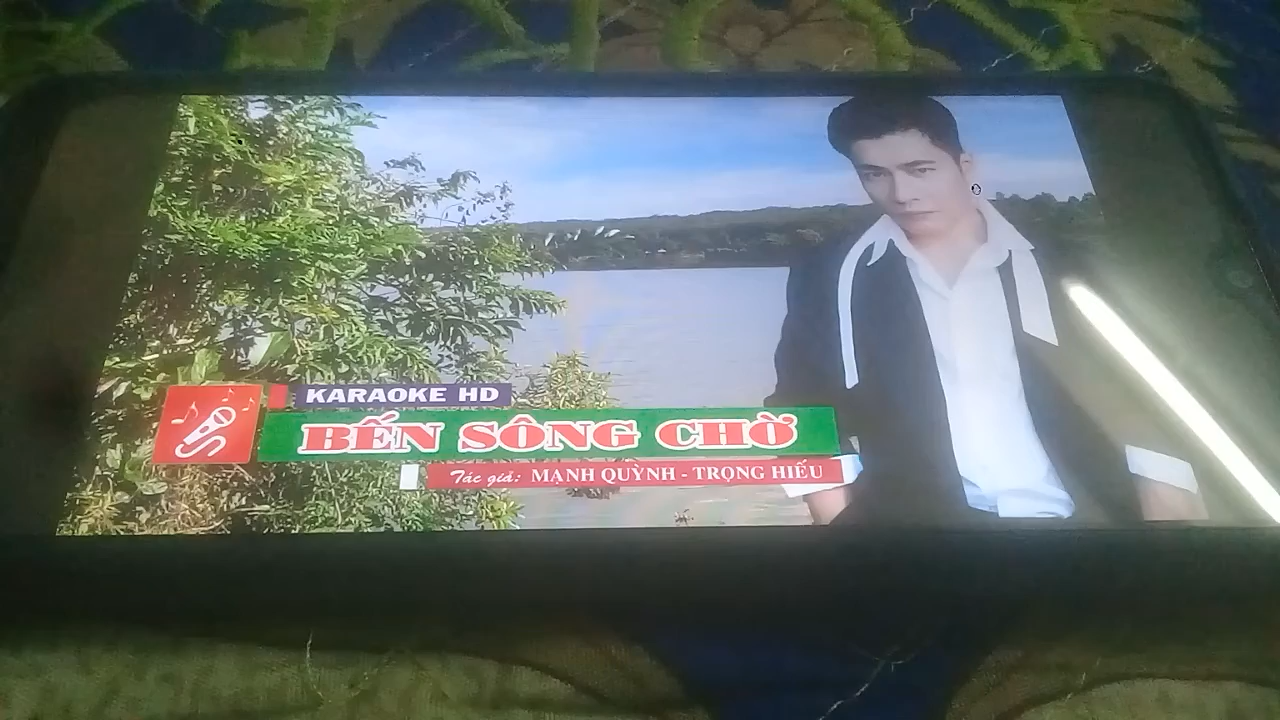 KARAOKE HD
BẾN SÔNG CHỜ
Tác giả: MẠNH QUỲNH - TRỌNG HIẾU